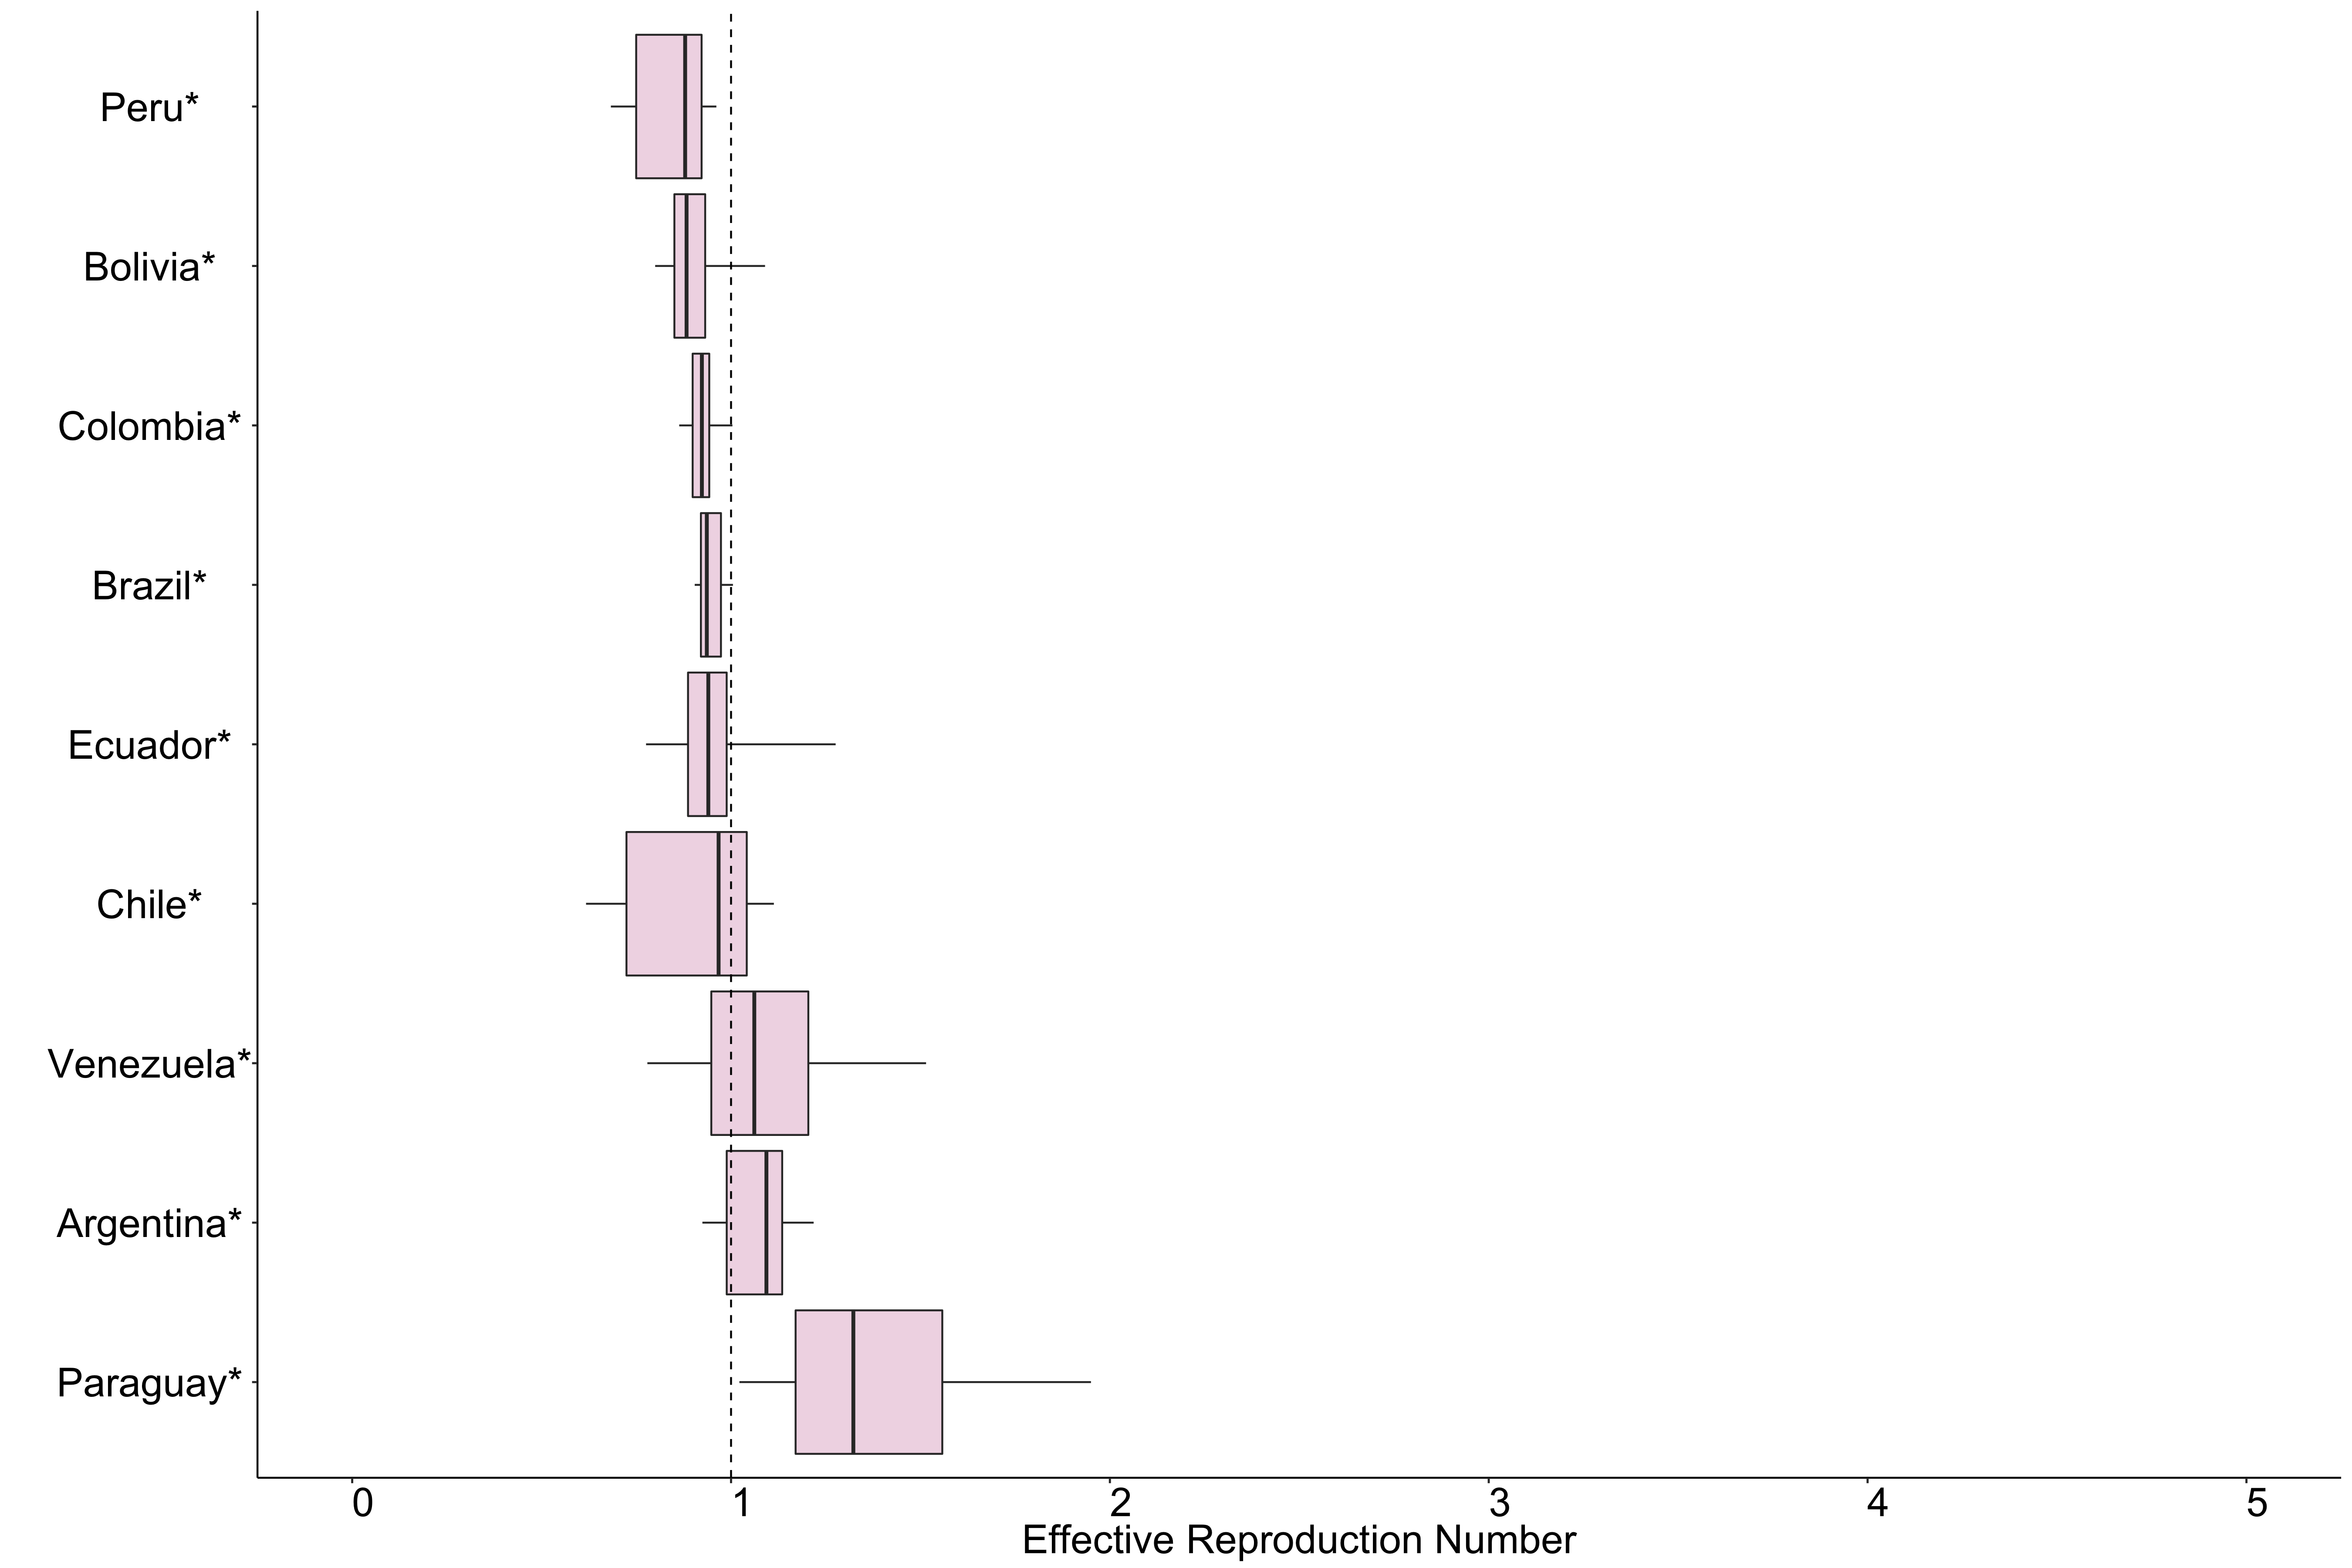 Peru*
Bolivia*
Colombia*
Brazil*
Ecuador*
Chile*
Venezuela*
Argentina*
Paraguay*
0 1 2 3 4 5
Effective Reproduction Number